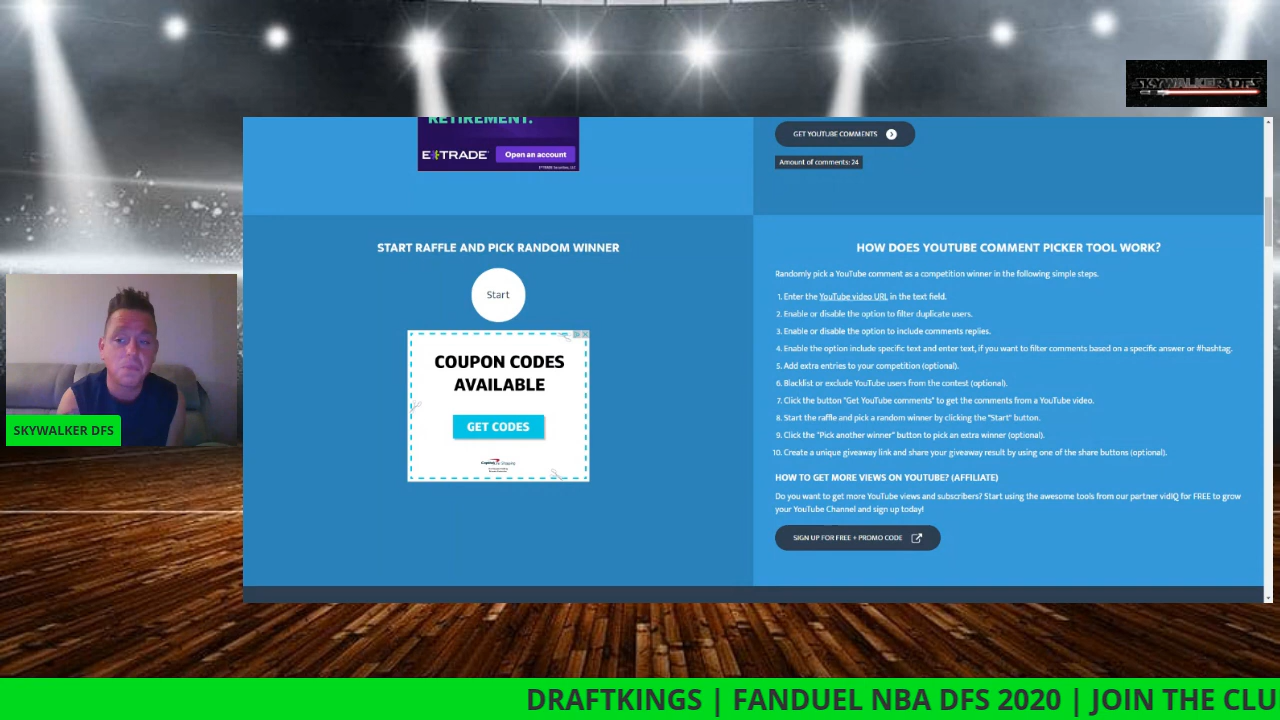 SKYWALKER DFS
RETIREMENT.
E*TRADE
Open an account
GET YOUTUBE COMMENTS
Amount of comments: 24
START RAFFLE AND PICK RANDOM WINNER
Start
COUPON CODES
AVAILABLE
GET CODES
HOW DOES YOUTUBE COMMENT PICKER TOOL WORK?
Randomly pick a YouTube comment as a competition winner in the following simple steps.
1. Enter the YouTube video URL in the text field.
2. Enable or disable the option to filter duplicate users.
3. Enable or disable the option to include comments replies.
4. Enable the option include specific text and enter text, if you want to filter comments based on a specific answer or #hashtag.
5. Add extra entries to your competition (optional).
6. Blacklist or exclude YouTube users from the contest (optional).
7. Click the button "Get YouTube comments" to get the comments from a YouTube video.
8. Start the raffle and pick a random winner by clicking the "Start" button.
9. Click the "Pick another winner" button to pick an extra winner (optional).
10. Create a unique giveaway link and share your giveaway result by using one of the share buttons (optional).
HOW TO GET MORE VIEWS ON YOUTUBE? (AFFILIATE)
Do you want to get more YouTube views and subscribers? Start using the awesome tools from our partner vidIQ for FREE to grow
your YouTube Channel and sign up today!
SIGN UP FOR FREE + PROMO CODE
SKYWALKER DFS
DRAFTKINGS | FANDUEL NBA DFS 2020 | JOIN THE CLU